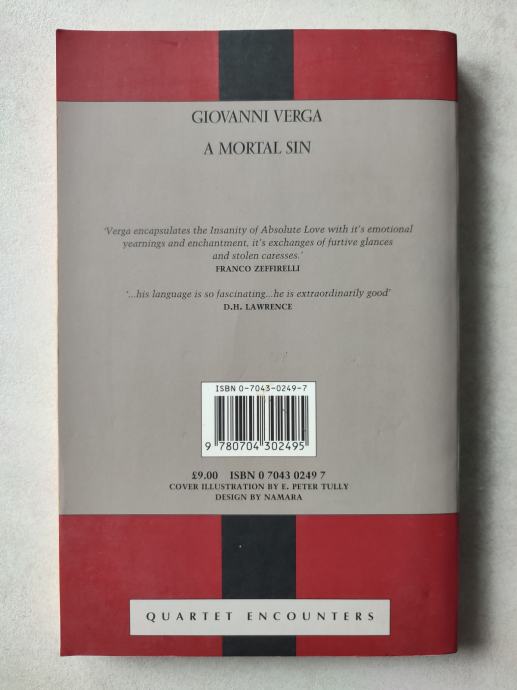 GIOVANNI VERGA
A MORTAL SIN
‘Verga encapsulates the Insanity of Absolute Love with it’s emotional
yearnings and enchantment, it’s exchanges of furtive glances
and stolen caresses.’
FRANCO ZEFFIRELLI
‘...his language is so fascinating...he is extraordinarily good’
D.H. LAWRENCE
ISBN 0-7043-0249-7
9 780704 302495
£9.00 ISBN 0 7043 0249 7
COVER ILLUSTRATION BY E. PETER TULLY
DESIGN BY NAMARA
QUARTET ENCOUNTERS